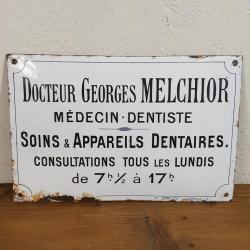 DOCTEUR GEORGES MELCHIOR
MÉDECIN - DENTISTE
SOINS & APPAREILS DENTAIRES.
CONSULTATIONS TOUS LES LUNDIS
de 7ʰ½ à 17ʰ